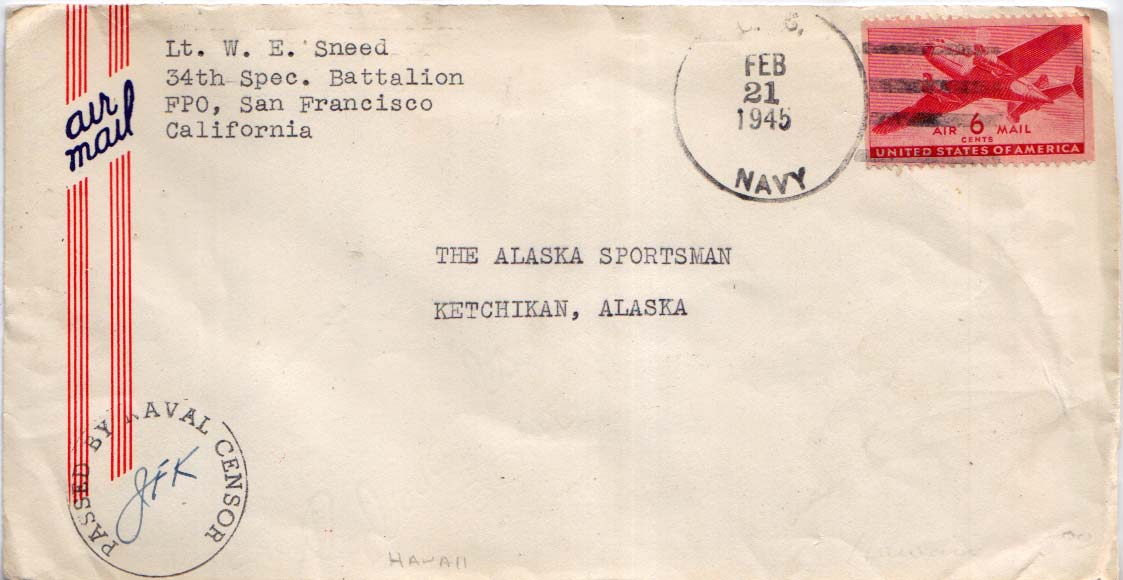 Lt. W. E. Sneed
34th Spec. Battalion
FPO, San Francisco
California
air
mail
FEB
21
1945
NAVY
AIR 6 MAIL
CENTS
UNITED STATES OF AMERICA
THE ALASKA SPORTSMAN
KETCHIKAN, ALASKA
PASSED BY NAVAL CENSOR
JFK
HAWAII